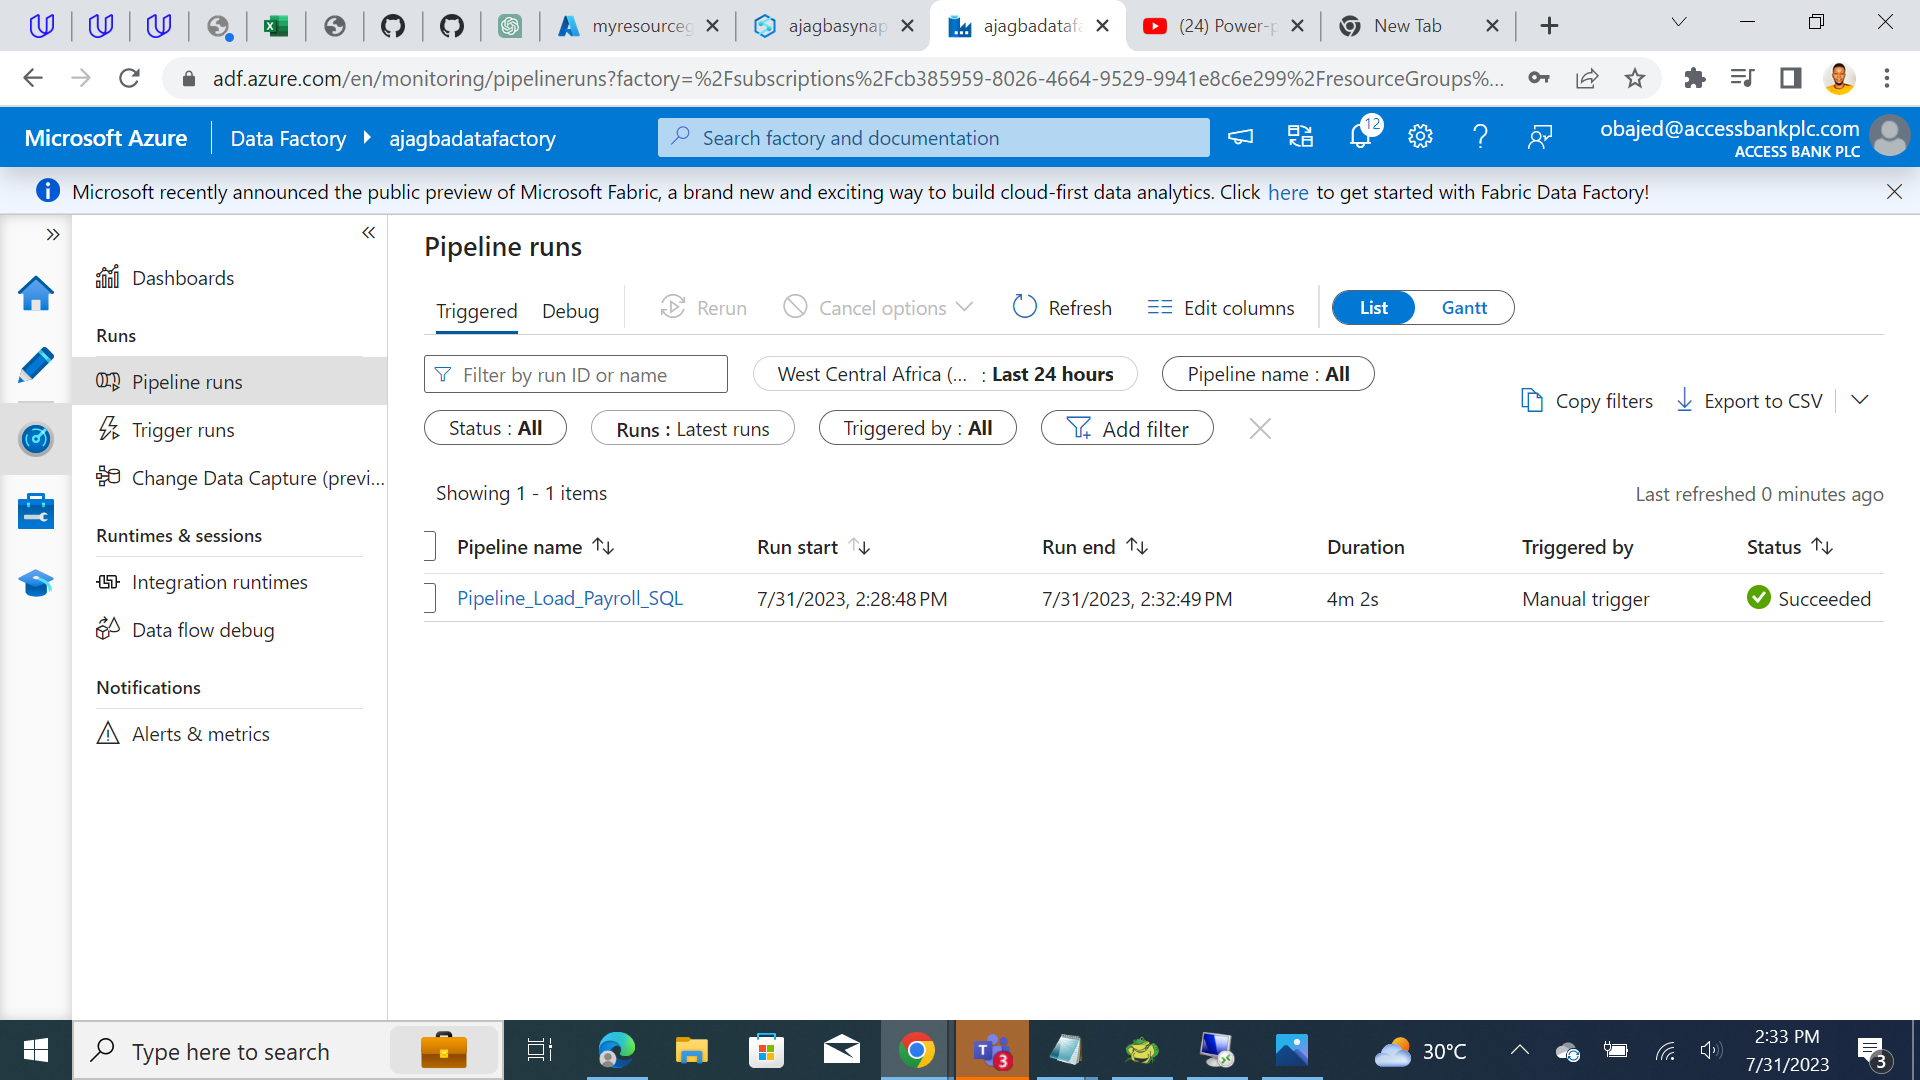 myresourceg
ajagbasynap
ajagbadatafa
(24) Power-p
New Tab
adf.azure.com/en/monitoring/pipelineruns?factory=%2Fsubscriptions%2Fcb385959-8026-4664-9529-9941e8c6e299%2FresourceGroups%...
Microsoft Azure
Data Factory
ajagbadatafactory
Search factory and documentation
12
obajed@accessbankplc.com
ACCESS BANK PLC
Microsoft recently announced the public preview of Microsoft Fabric, a brand new and exciting way to build cloud-first data analytics. Click here to get started with Fabric Data Factory!
Dashboards
Runs
Pipeline runs
Trigger runs
Change Data Capture (previ...
Runtimes & sessions
Integration runtimes
Data flow debug
Notifications
Alerts & metrics
Pipeline runs
Triggered
Debug
Rerun
Cancel options
Refresh
Edit columns
List
Gantt
Filter by run ID or name
West Central Africa (... : Last 24 hours
Pipeline name : All
Status : All
Runs : Latest runs
Triggered by : All
Add filter
Copy filters
Export to CSV
Showing 1 - 1 items
Last refreshed 0 minutes ago
Pipeline name
Run start
Run end
Duration
Triggered by
Status
Pipeline_Load_Payroll_SQL
7/31/2023, 2:28:48 PM
7/31/2023, 2:32:49 PM
4m 2s
Manual trigger
Succeeded
Type here to search
3
30°C
2:33 PM
7/31/2023
3